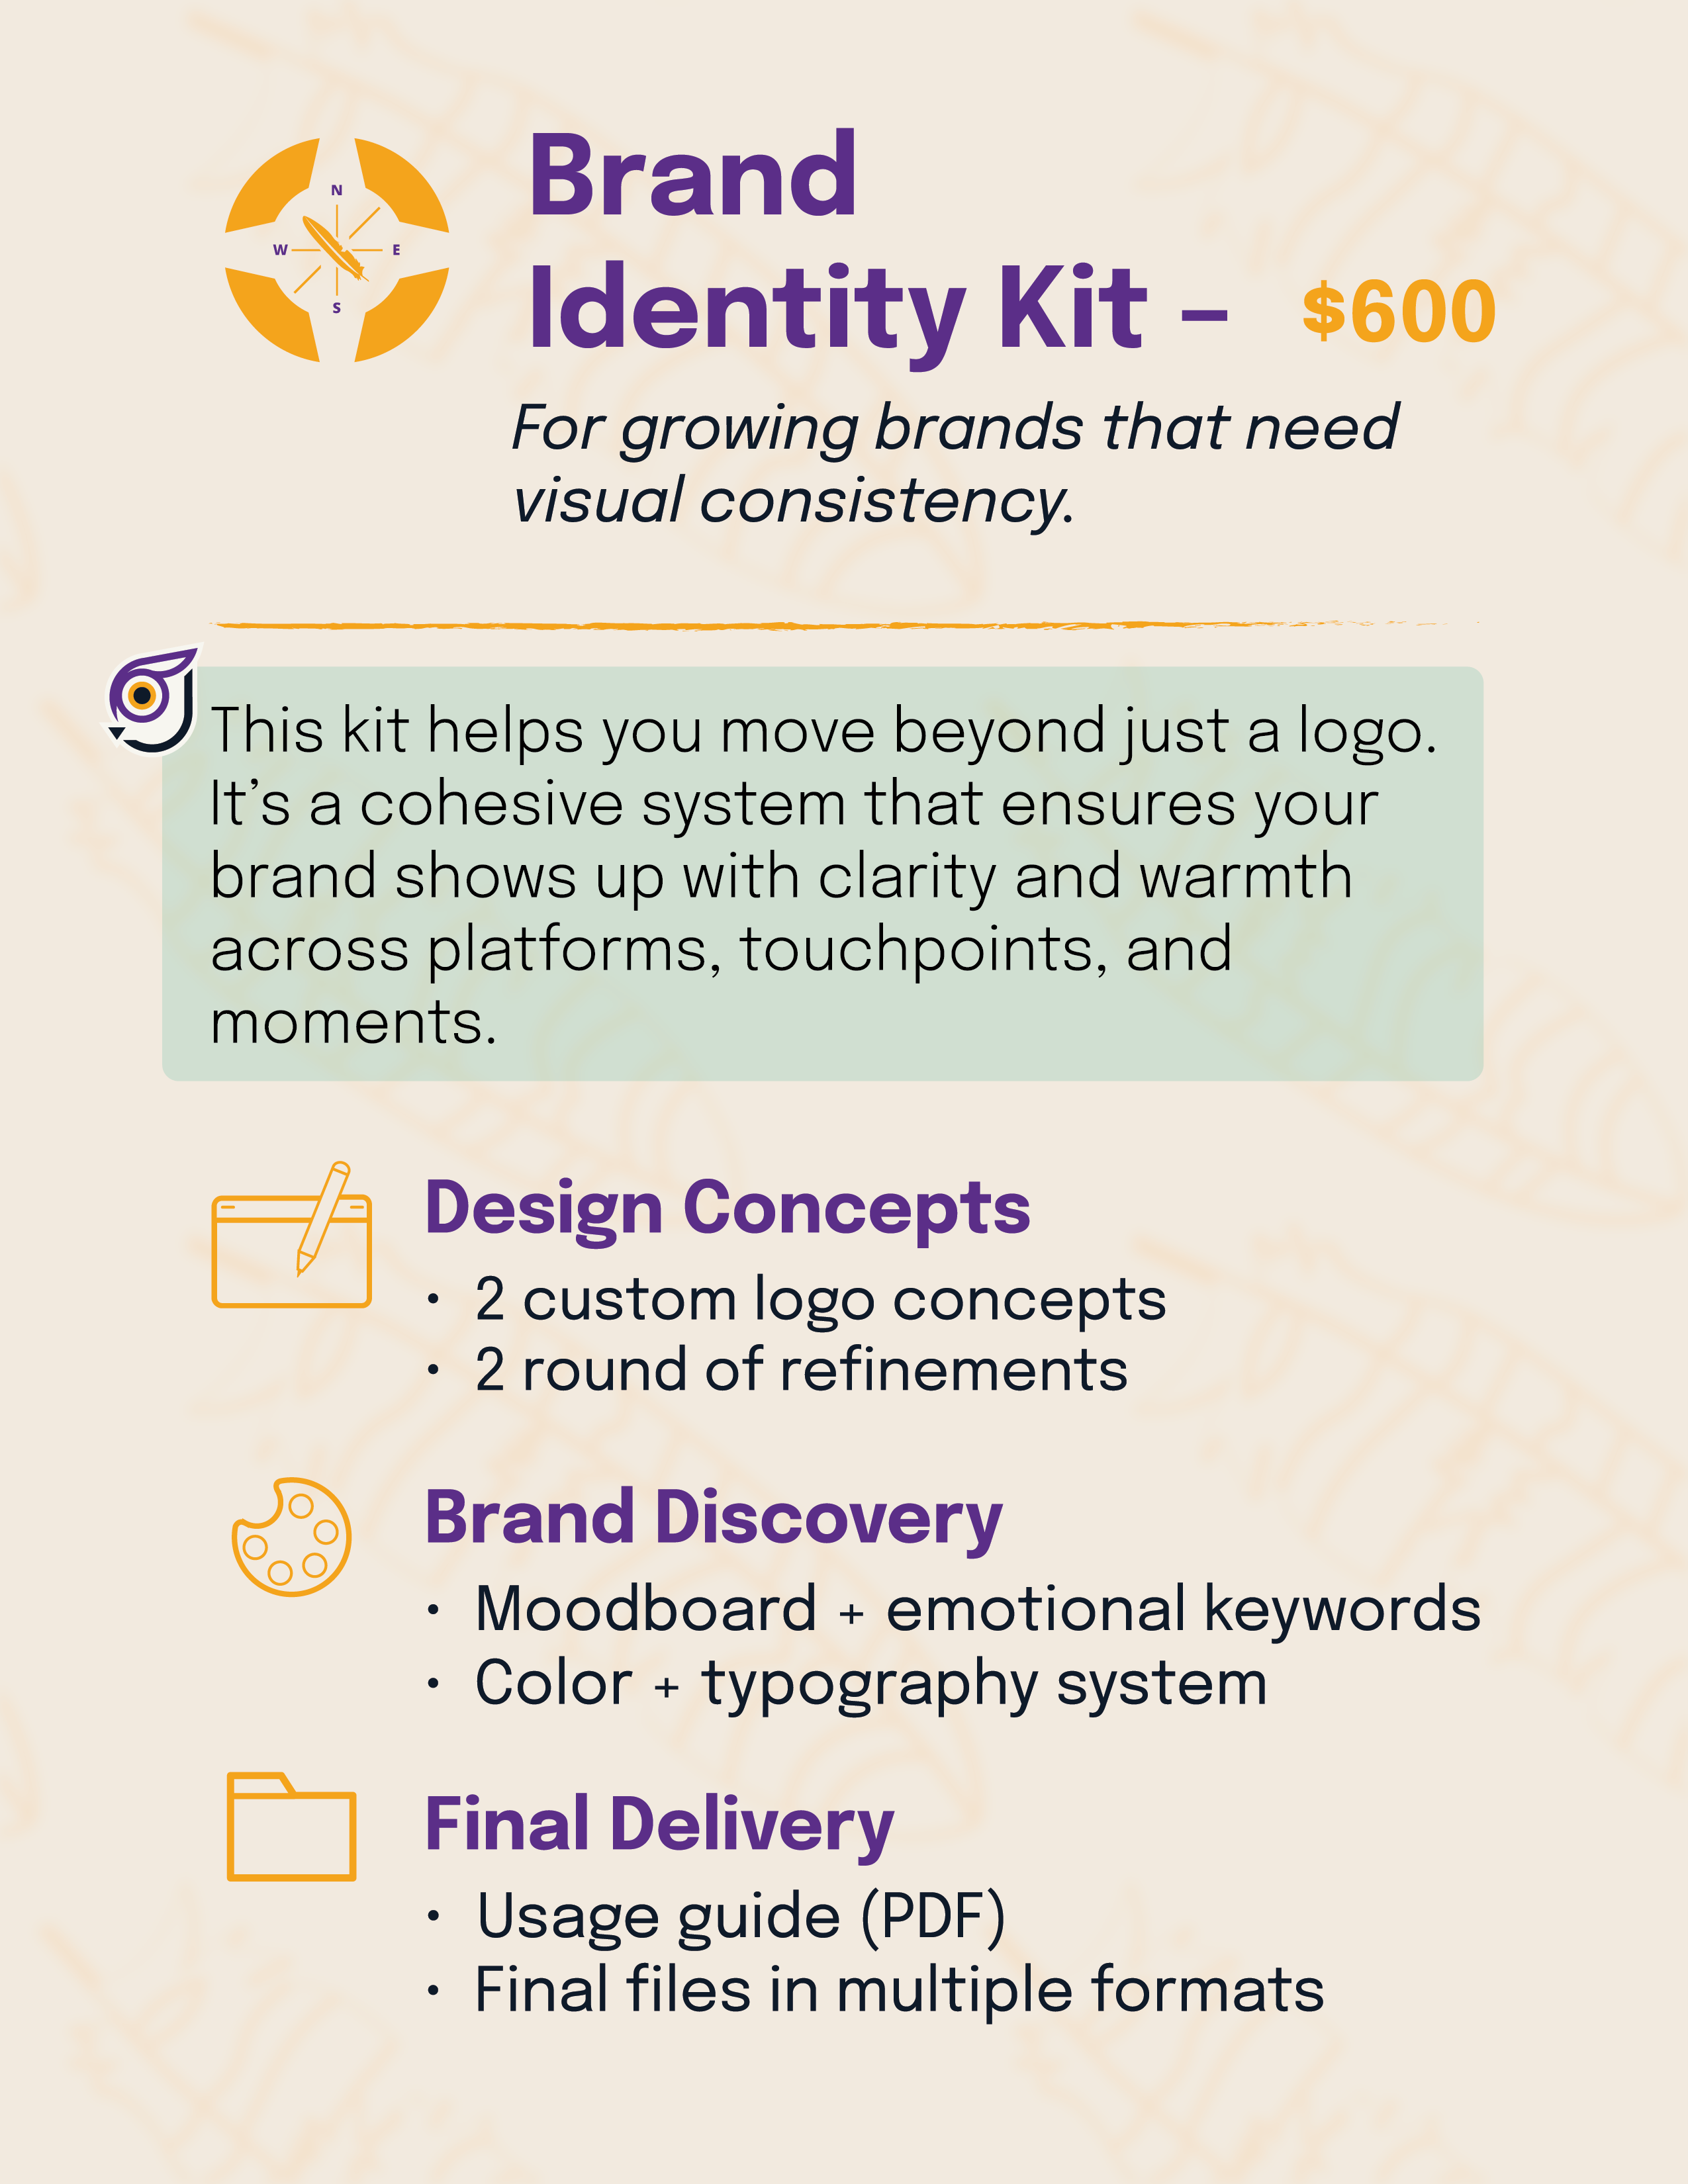 N
W E
S
Brand
Identity Kit – $600
For growing brands that need
visual consistency.
This kit helps you move beyond just a logo.
It’s a cohesive system that ensures your
brand shows up with clarity and warmth
across platforms, touchpoints, and
moments.
Design Concepts
• 2 custom logo concepts
• 2 round of refinements
Brand Discovery
• Moodboard + emotional keywords
• Color + typography system
Final Delivery
• Usage guide (PDF)
• Final files in multiple formats